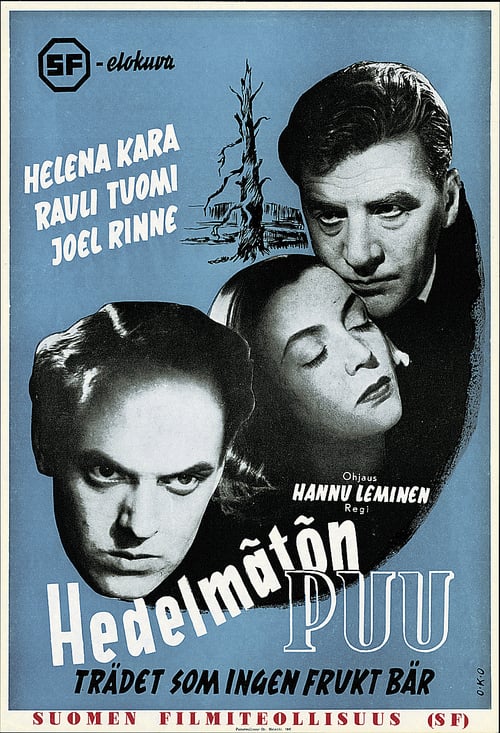 SF -elokuva
HELENA KARA
RAULI TUOMI
JOEL RINNE
Ohjaus
HANNU LEMINEN
Regi
Hedelmätön
PUU
TRÄDET SOM INGEN FRUKT BÄR
O·K·O
SUOMEN FILMITEOLLISUUS (SF)